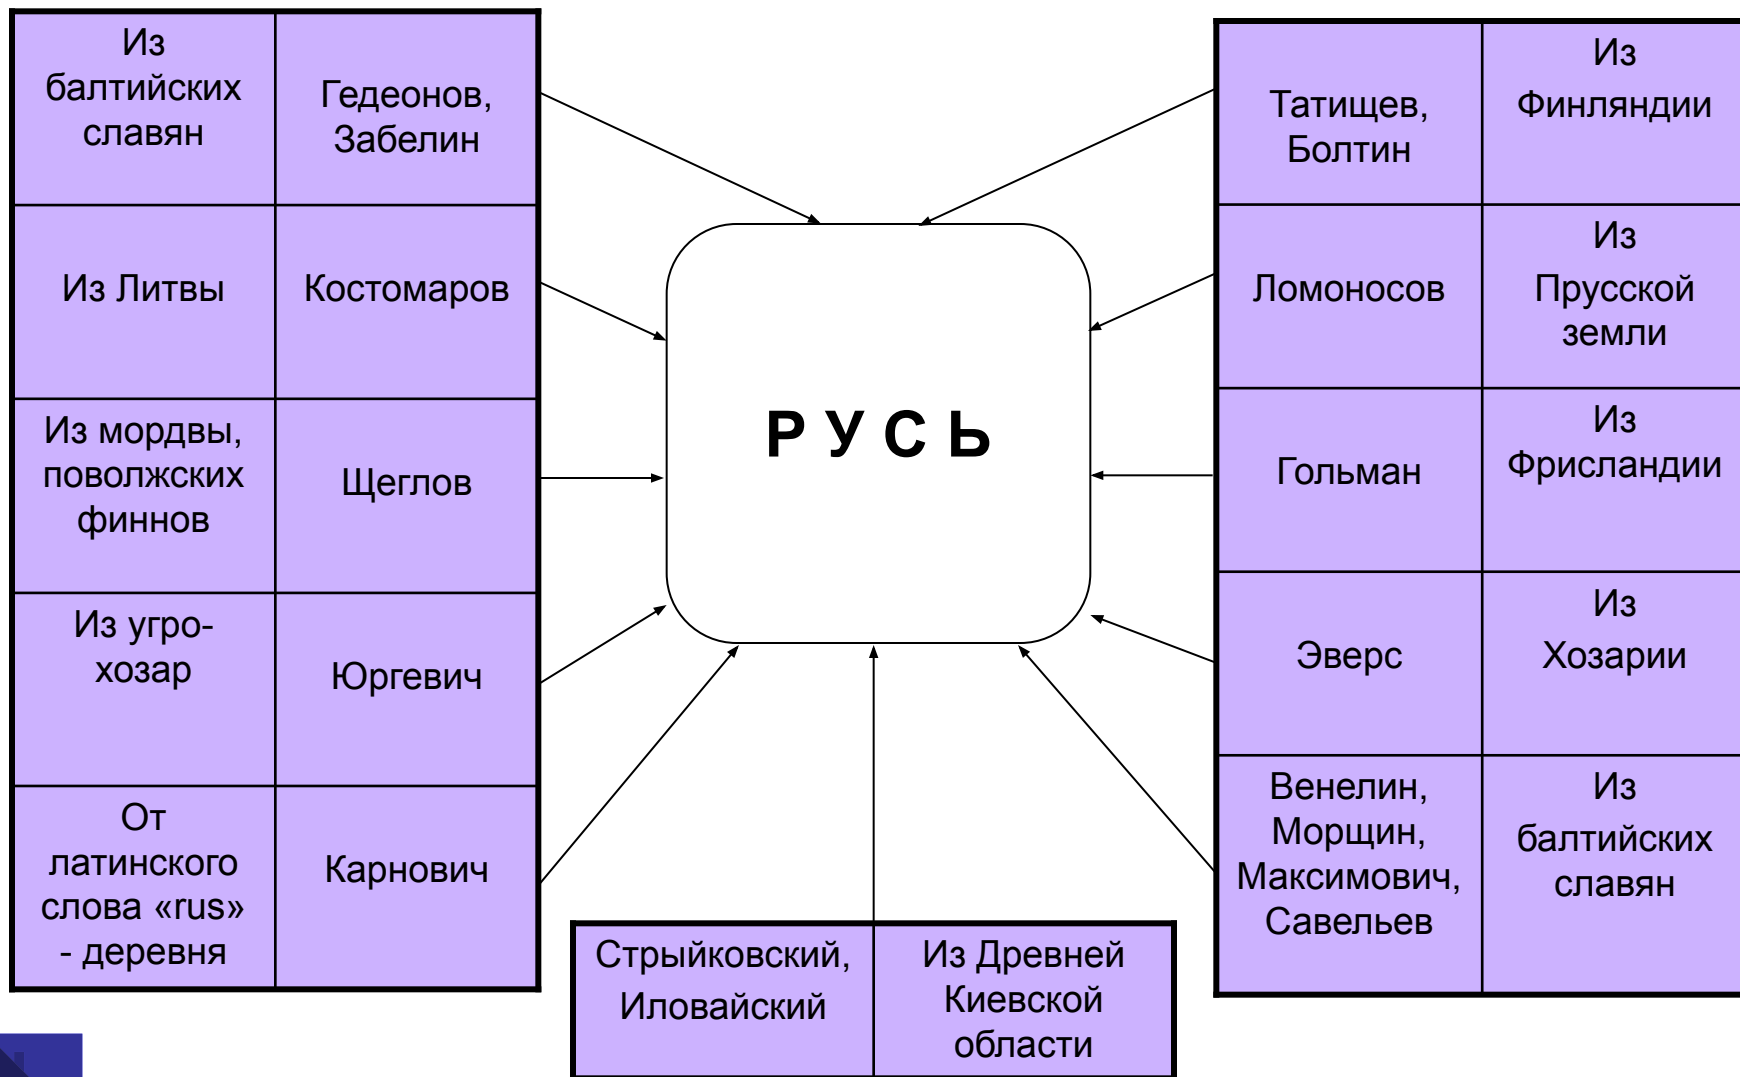 Из
балтийских
славян
Гедеонов,
Забелин
Из Литвы
Костомаров
Из мордвы,
поволжских
финнов
Щеглов
Из угро-
хозар
Юргевич
От
латинского
слова «rus»
- деревня
Карнович
Р У С Ь
Стрыйковский,
Иловайский
Из Древней
Киевской
области
Татищев,
Болтин
Из
Финляндии
Ломоносов
Из
Прусской
земли
Гольман
Из
Фрисландии
Эверс
Из
Хозарии
Венелин,
Морщин,
Максимович,
Савельев
Из
балтийских
славян